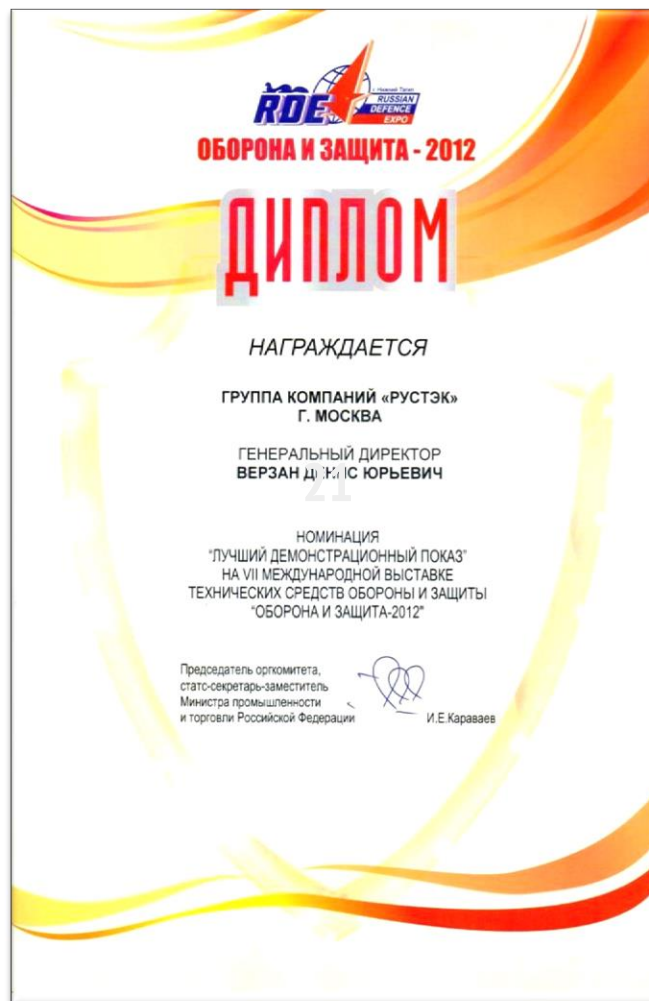 г. Нижний Тагил
RDE
RUSSIAN
DEFENCE
EXPO
ОБОРОНА И ЗАЩИТА - 2012
ДИПЛОМ
НАГРАЖДАЕТСЯ
ГРУППА КОМПАНИЙ «РУСТЭК»
Г. МОСКВА
ГЕНЕРАЛЬНЫЙ ДИРЕКТОР
ВЕРЗАН ДЕНИС ЮРЬЕВИЧ
21
НОМИНАЦИЯ
"ЛУЧШИЙ ДЕМОНСТРАЦИОННЫЙ ПОКАЗ"
НА VII МЕЖДУНАРОДНОЙ ВЫСТАВКЕ
ТЕХНИЧЕСКИХ СРЕДСТВ ОБОРОНЫ И ЗАЩИТЫ
"ОБОРОНА И ЗАЩИТА-2012"
Председатель оргкомитета,
статс-секретарь-заместитель
Министра промышленности
и торговли Российской Федерации И.Е.Караваев